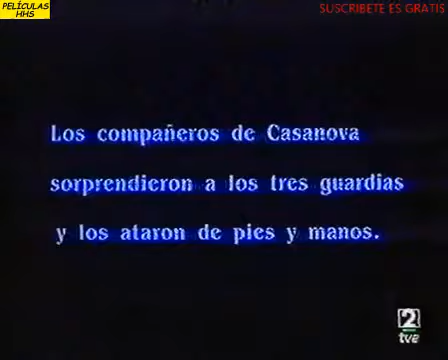 PELÍCULAS
HHS
SUSCRIBETE ES GRATIS
Los compañeros de Casanova
sorprendieron a los tres guardias
y los ataron de pies y manos.
2
tve